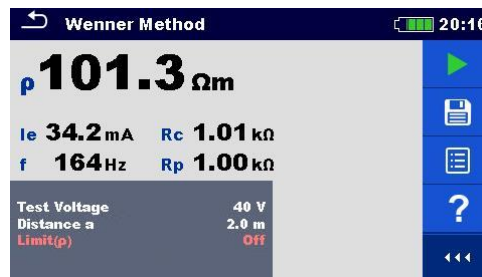 Wenner Method 20:16
ρ 101.3 Ωm
Ie 34.2 mA Rc 1.01 kΩ
f 164 Hz Rp 1.00 kΩ
Test Voltage 40 V
Distance a 2.0 m
Limit(ρ) Off
?